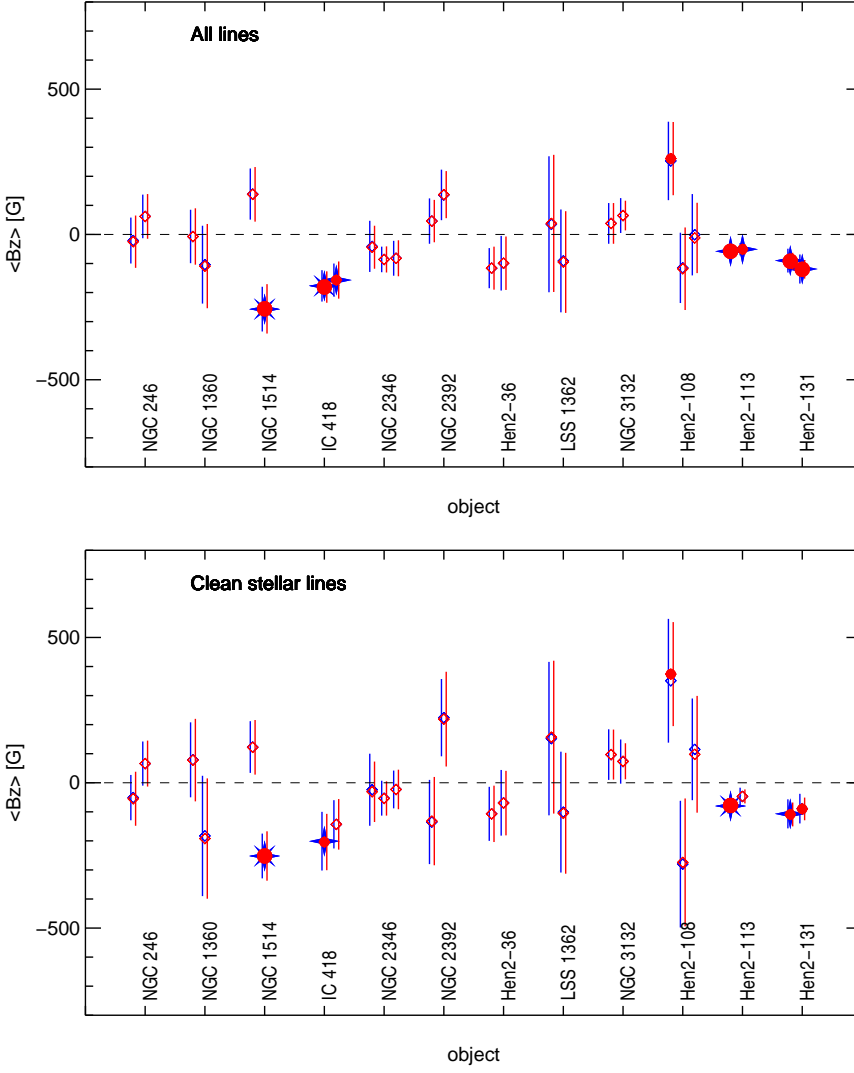 All lines
500
0
−500
<Bz> [G]
NGC 246
NGC 1360
NGC 1514
IC 418
NGC 2346
NGC 2392
Hen2−36
LSS 1362
NGC 3132
Hen2−108
Hen2−113
Hen2−131
object
Clean stellar lines
500
0
−500
<Bz> [G]
NGC 246
NGC 1360
NGC 1514
IC 418
NGC 2346
NGC 2392
Hen2−36
LSS 1362
NGC 3132
Hen2−108
Hen2−113
Hen2−131
object